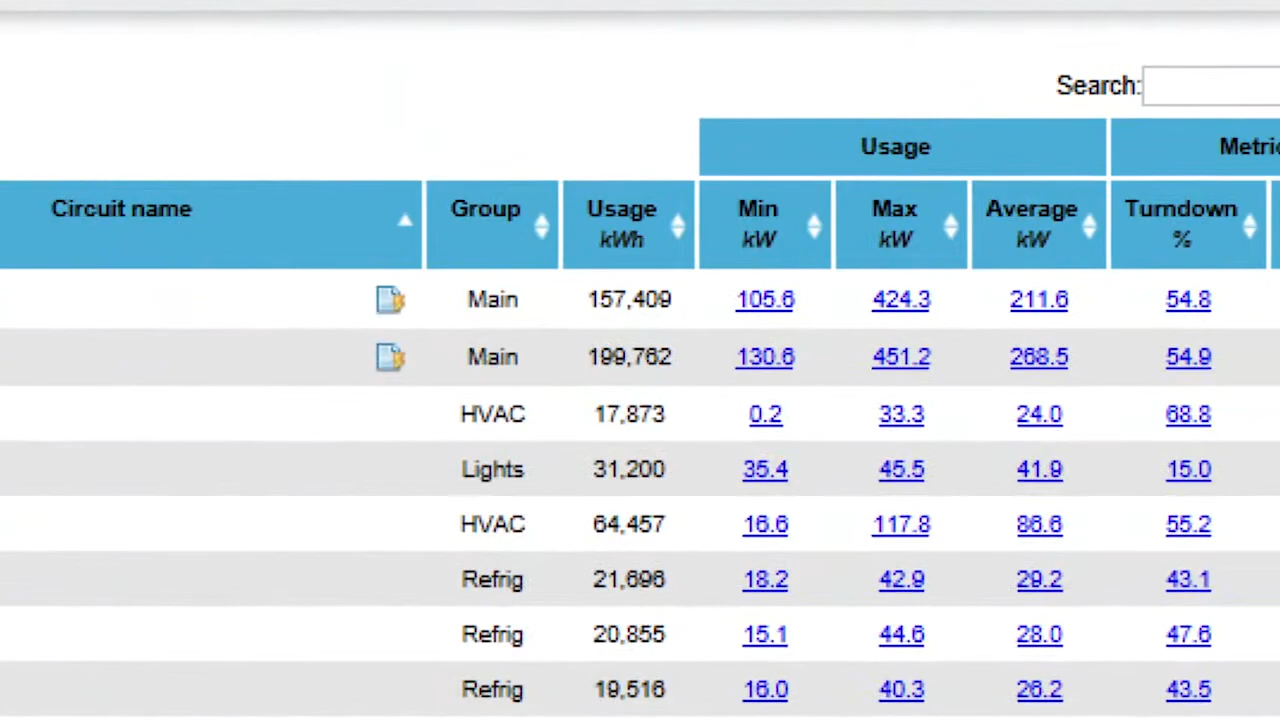 Search:
Usage Metric
Circuit name Group Usage kWh Min kW Max kW Average kW Turndown %
Main 157,409 105.6 424.3 211.6 54.8
Main 199,762 130.6 451.2 268.5 54.9
HVAC 17,873 0.2 33.3 24.0 68.8
Lights 31,200 35.4 45.5 41.9 15.0
HVAC 64,457 16.6 117.8 86.6 55.2
Refrig 21,696 18.2 42.9 29.2 43.1
Refrig 20,855 15.1 44.6 28.0 47.6
Refrig 19,516 16.0 40.3 26.2 43.5